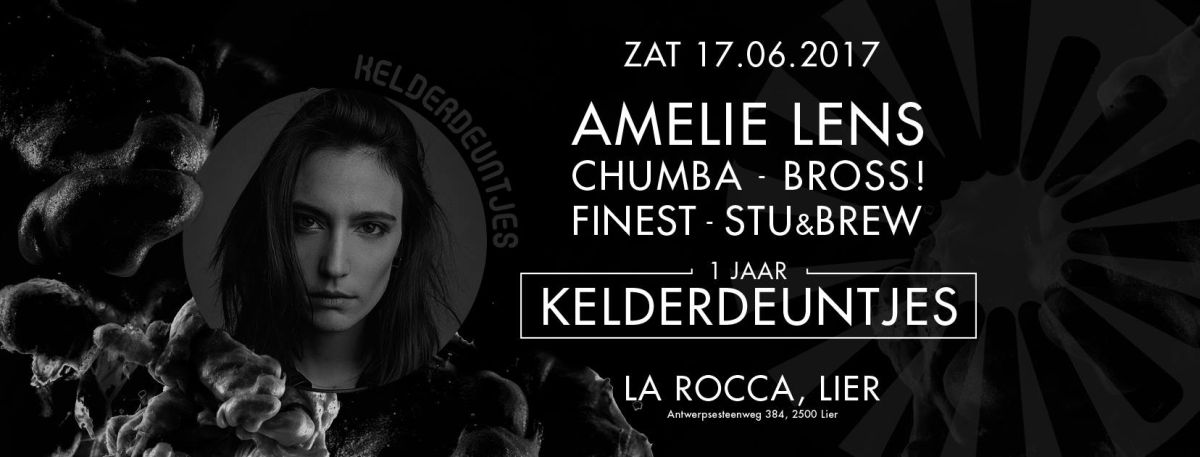 KELDERDEUNTJES
ZAT 17.06.2017
AMELIE LENS
CHUMBA - BROSS!
FINEST - STU&BREW
1 JAAR
KELDERDEUNTJES
LA ROCCA, LIER
Antwerpsesteenweg 384, 2500 Lier